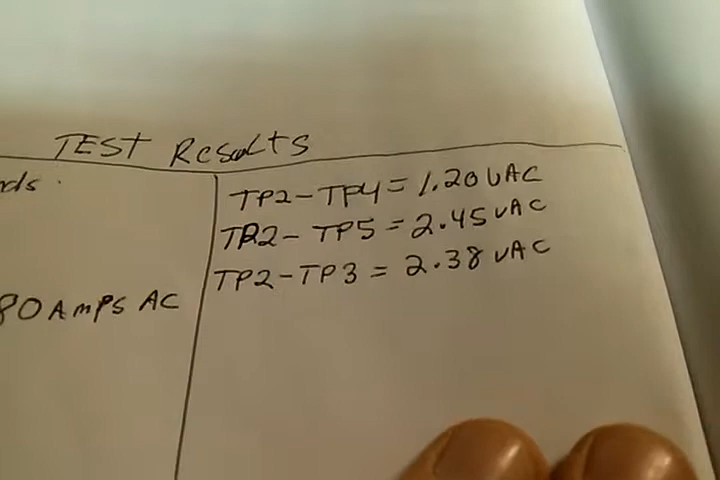 TEST Results
nds.
TP2-TP4 = 1.20 VAC
TP2- TP5 = 2.45 VAC
TP2-TP3 = 2.38 VAC
80 AMPS AC